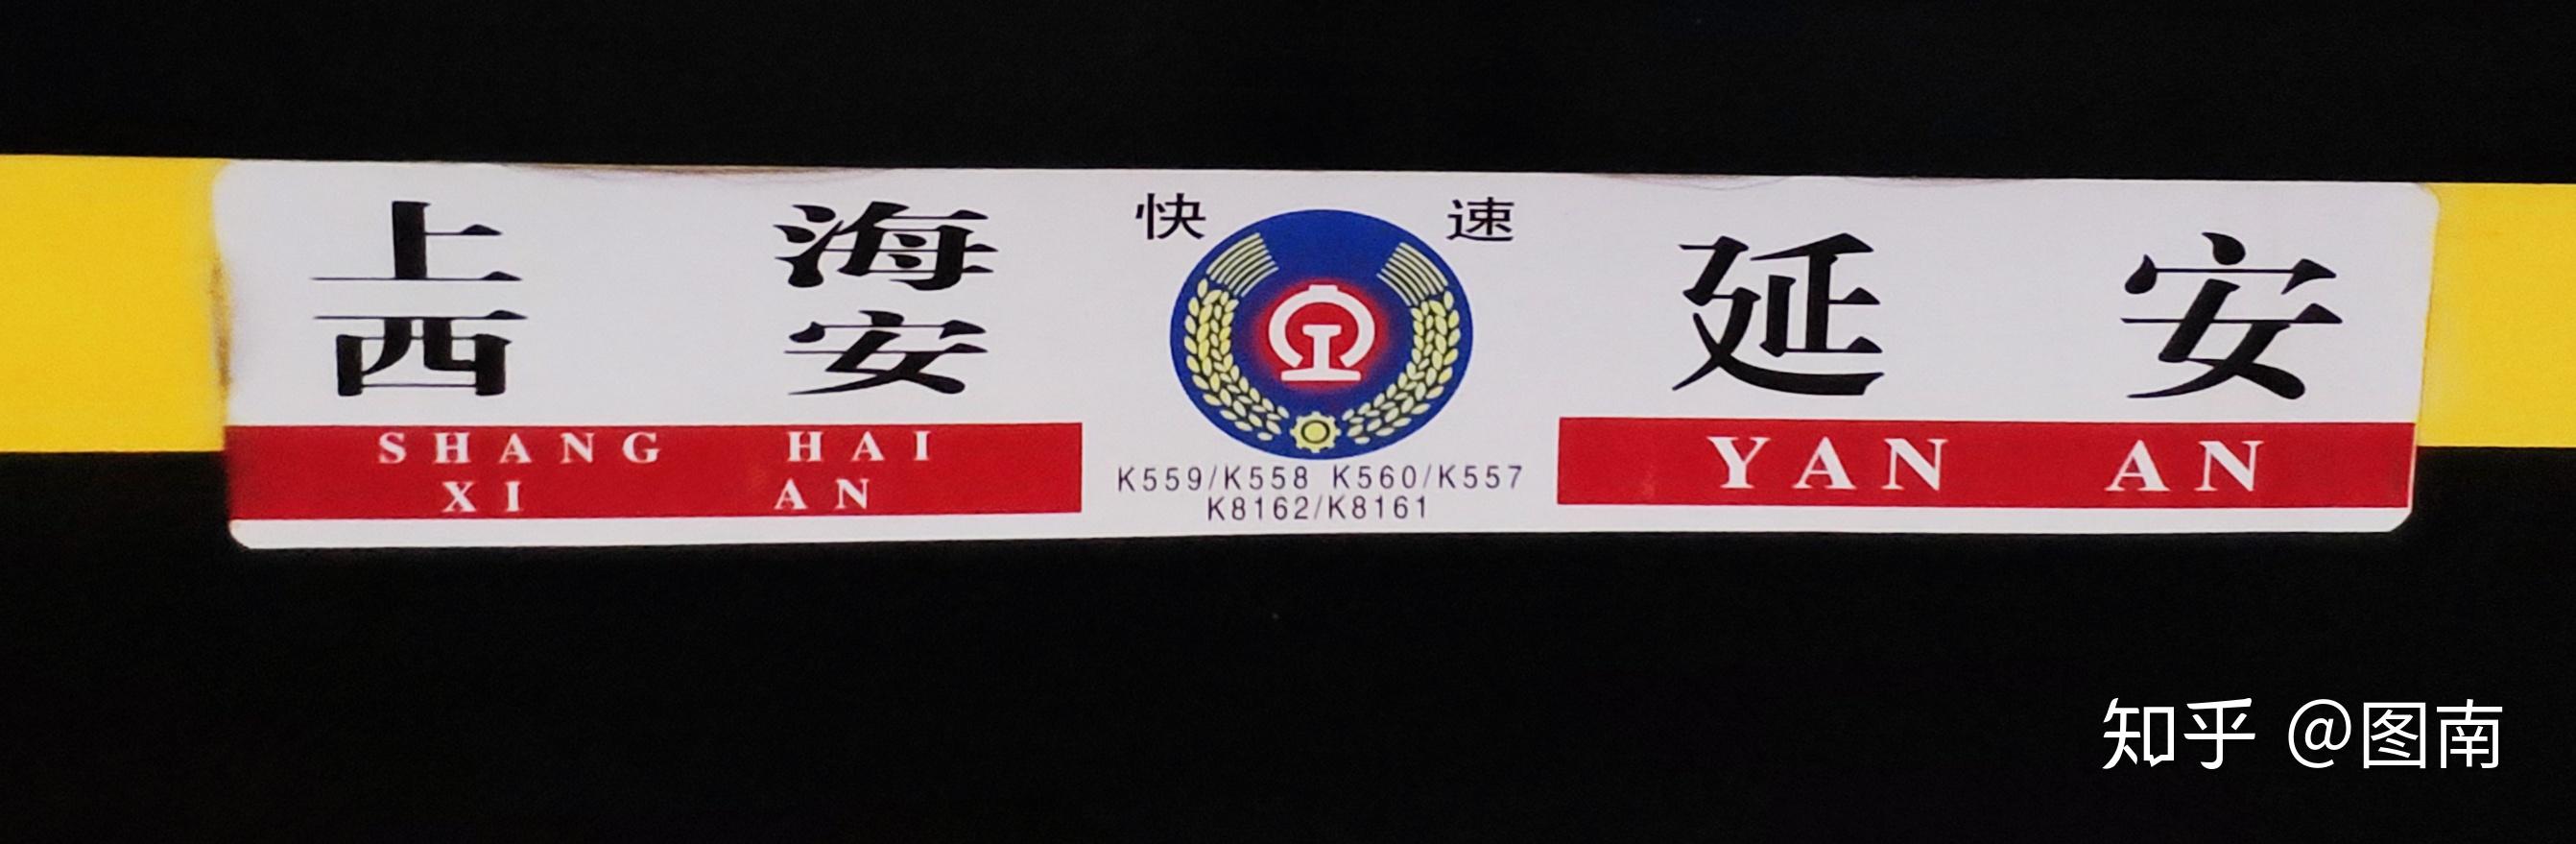 上 海
西 安
SHANG HAI
XI AN
快 速
K559/K558 K560/K557
K8162/K8161
延 安
YAN AN
知乎 @图南